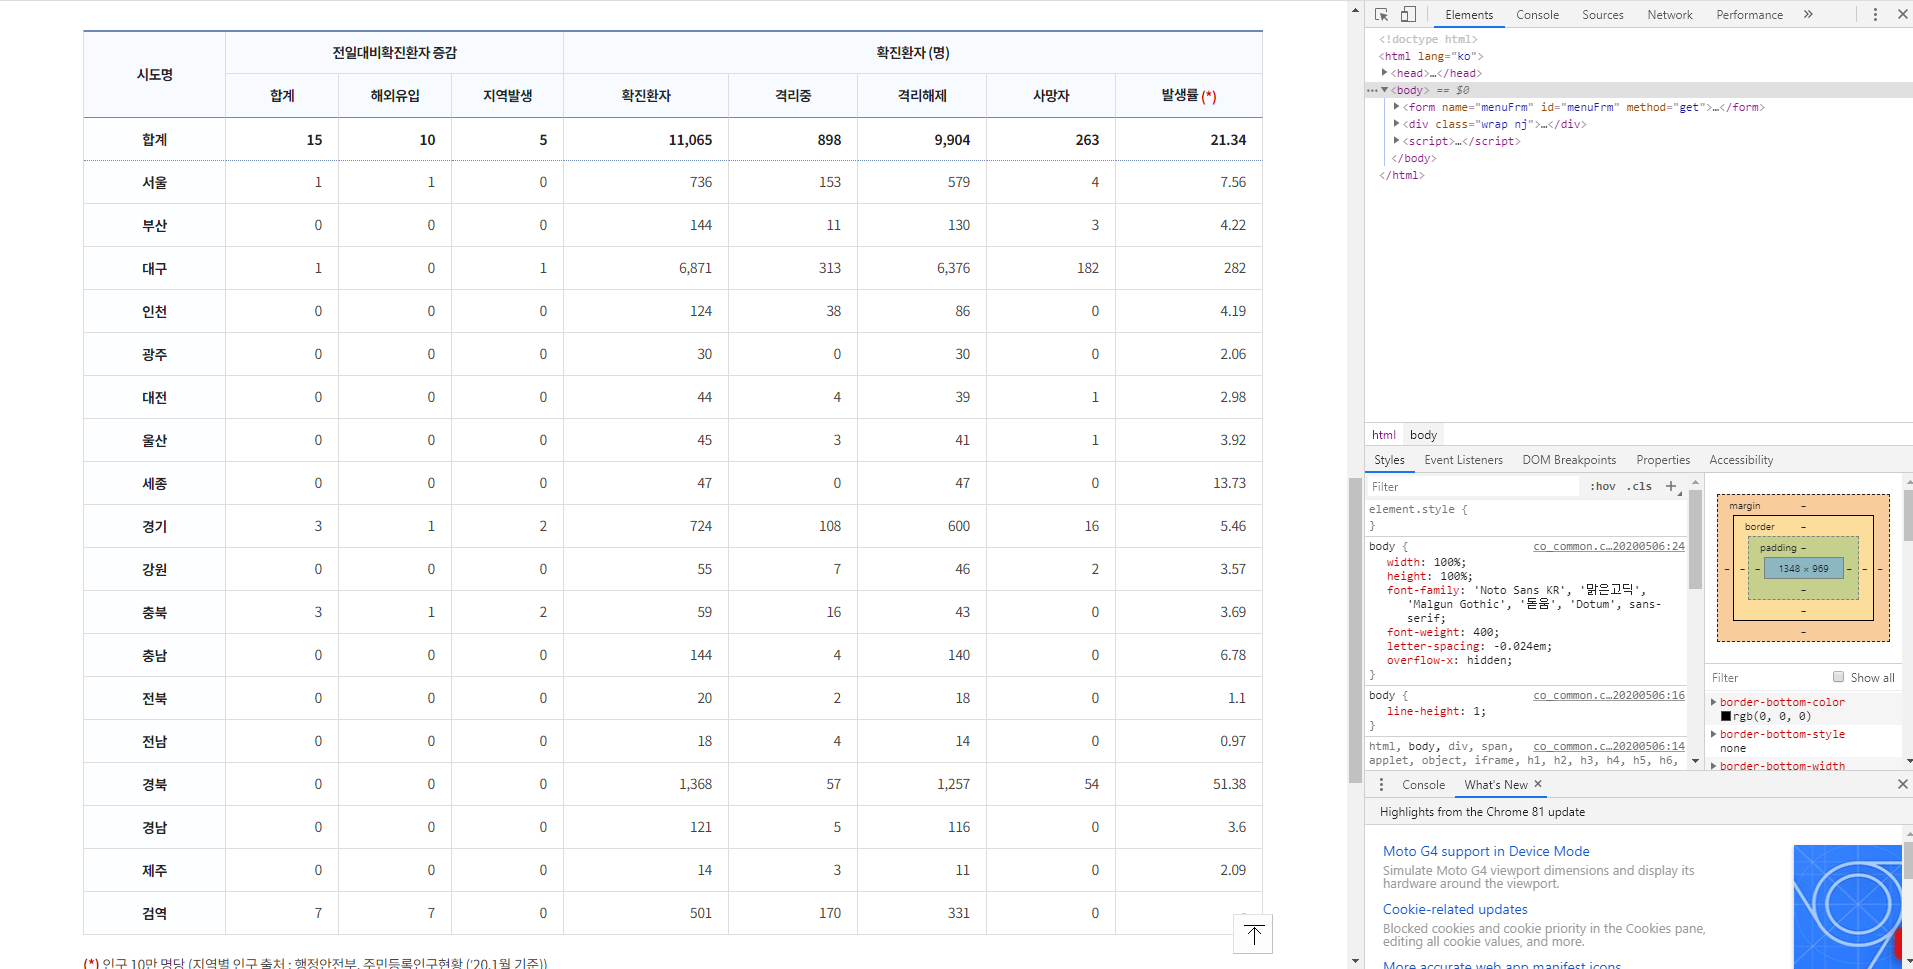 시도명 전일대비확진환자 증감 확진환자 (명)
합계 해외유입 지역발생 확진환자 격리중 격리해제 사망자 발생률 (*)
합계 15 10 5 11,065 898 9,904 263 21.34
서울 1 1 0 736 153 579 4 7.56
부산 0 0 0 144 11 130 3 4.22
대구 1 0 1 6,871 313 6,376 182 282
인천 0 0 0 124 38 86 0 4.19
광주 0 0 0 30 0 30 0 2.06
대전 0 0 0 44 4 39 1 2.98
울산 0 0 0 45 3 41 1 3.92
세종 0 0 0 47 0 47 0 13.73
경기 3 1 2 724 108 600 16 5.46
강원 0 0 0 55 7 46 2 3.57
충북 3 1 2 59 16 43 0 3.69
충남 0 0 0 144 4 140 0 6.78
전북 0 0 0 20 2 18 0 1.1
전남 0 0 0 18 4 14 0 0.97
경북 0 0 0 1,368 57 1,257 54 51.38
경남 0 0 0 121 5 116 0 3.6
제주 0 0 0 14 3 11 0 2.09
검역 7 7 0 501 170 331 0
(*) 인구 10만 명당 (지역별 인구 출처 : 행정안전부, 주민등록인구현황 ('20.1월 기준))
Elements Console Sources Network Performance »
<!doctype html>
<html lang="ko">
<head>…</head>
<body> == $0
<form name="menuFrm" id="menuFrm" method="get">…</form>
<div class="wrap nj">…</div>
<script>…</script>
</body>
</html>
html body
Styles Event Listeners DOM Breakpoints Properties Accessibility
Filter :hov .cls +
element.style {
}
body { co_common.c…20200506:24
width: 100%;
height: 100%;
font-family: 'Noto Sans KR', '맑은고딕',
'Malgun Gothic', '돋움', 'Dotum', sans-
serif;
font-weight: 400;
letter-spacing: -0.024em;
overflow-x: hidden;
}
body { co_common.c…20200506:16
line-height: 1;
}
html, body, div, span, co_common.c…20200506:14
applet, object, iframe, h1, h2, h3, h4, h5, h6,
margin –
border –
padding –
– – – 1348 × 969 – – –
–
–
–
Filter Show all
border-bottom-color
rgb(0, 0, 0)
border-bottom-style
none
border-bottom-width
Console What's New ×
Highlights from the Chrome 81 update
Moto G4 support in Device Mode
Simulate Moto G4 viewport dimensions and display its
hardware around the viewport.
Cookie-related updates
Blocked cookies and cookie priority in the Cookies pane,
editing all cookie values, and more.
More accurate web app manifest icons